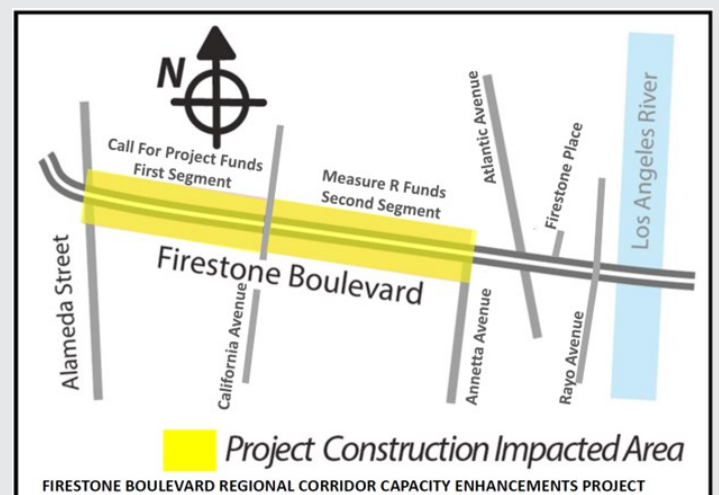 N
Call For Project Funds
First Segment
Measure R Funds
Second Segment
Atlantic Avenue
Firestone Place
Los Angeles River
Firestone Boulevard
Alameda Street
California Avenue
Annetta Avenue
Rayo Avenue
Project Construction Impacted Area
FIRESTONE BOULEVARD REGIONAL CORRIDOR CAPACITY ENHANCEMENTS PROJECT